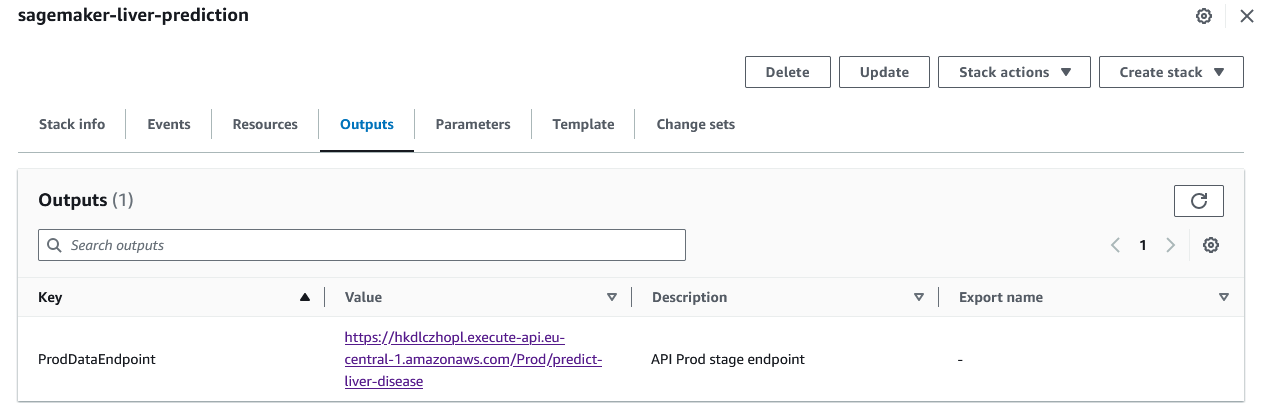 sagemaker-liver-prediction
Delete
Update
Stack actions
Create stack
Stack info
Events
Resources
Outputs
Parameters
Template
Change sets
Outputs (1)
Search outputs
1
Key
Value
Description
Export name
ProdDataEndpoint
https://hkdlczhopl.execute-api.eu-
central-1.amazonaws.com/Prod/predict-
liver-disease
API Prod stage endpoint
-